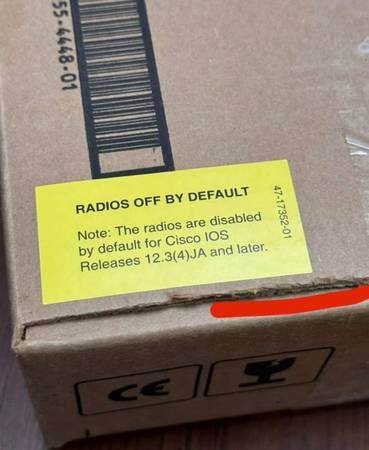 55-4448-01
RADIOS OFF BY DEFAULT
Note: The radios are disabled
by default for Cisco IOS
Releases 12.3(4)JA and later.
47-17352-01
CE